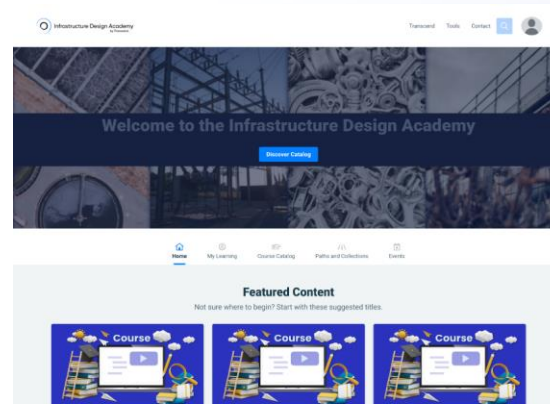 Infrastructure Design Academy
Transcend Tools Contact
Welcome to the Infrastructure Design Academy
Discover Catalog
Home My Learning Course Catalog Paths and Collections Events
Featured Content
Not sure where to begin? Start with these suggested titles.
Course Course Course